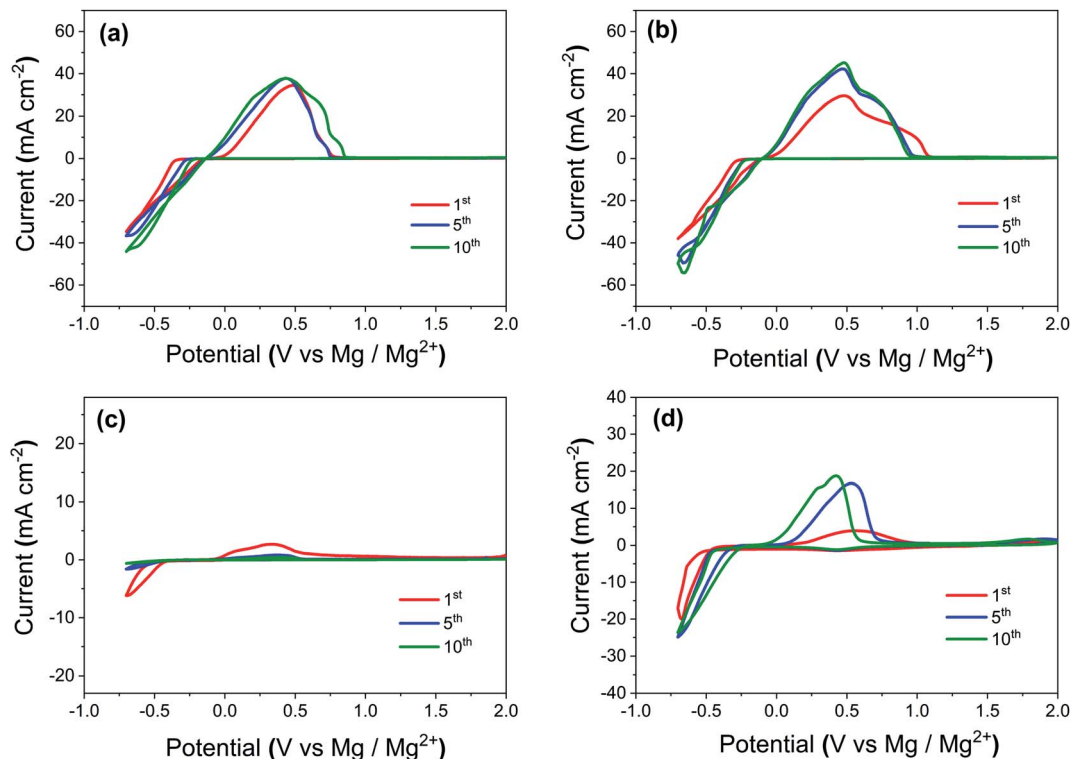 (a)
Current (mA cm⁻²)
60
40
20
0
-20
-40
-60
1st
5th
10th
-1.0 -0.5 0.0 0.5 1.0 1.5 2.0
Potential (V vs Mg / Mg²⁺)
(b)
Current (mA cm⁻²)
60
40
20
0
-20
-40
-60
1st
5th
10th
-1.0 -0.5 0.0 0.5 1.0 1.5 2.0
Potential (V vs Mg / Mg²⁺)
(c)
Current (mA cm⁻²)
20
10
0
-10
-20
1st
5th
10th
-1.0 -0.5 0.0 0.5 1.0 1.5 2.0
Potential (V vs Mg / Mg²⁺)
(d)
Current (mA cm⁻²)
40
30
20
10
0
-10
-20
-30
-40
1st
5th
10th
-1.0 -0.5 0.0 0.5 1.0 1.5 2.0
Potential (V vs Mg / Mg²⁺)